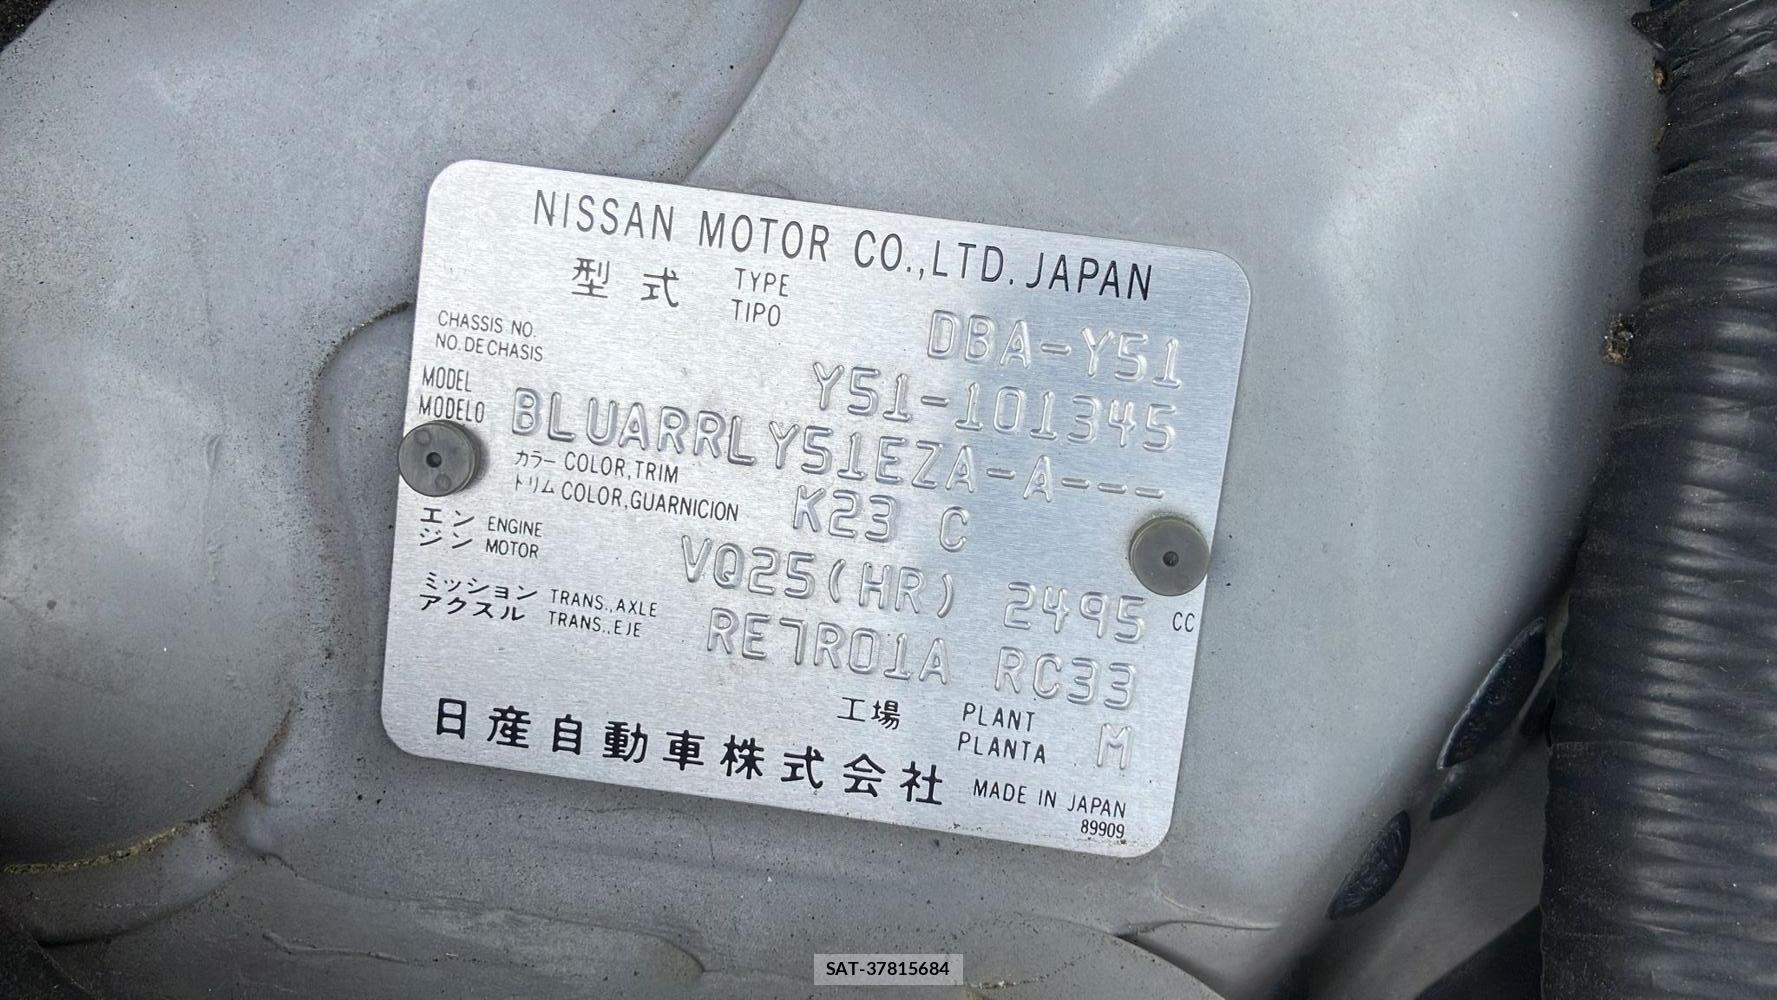 NISSAN MOTOR CO.,LTD. JAPAN
型 式 TYPE
TIPO
DBA-Y51
CHASSIS NO.
NO. DE CHASIS
Y51-101345
MODEL
MODELO
BLUARRLY51EZA-A---
カラー COLOR,TRIM
トリム COLOR,GUARNICION
K23 C
エン ENGINE
ジン MOTOR
VQ25(HR) 2495 CC
ミッション TRANS.,AXLE
アクスル TRANS.,EJE
RE7R01A RC33
工場 PLANT
PLANTA
M
日産自動車株式会社
MADE IN JAPAN
89909
SAT-37815684